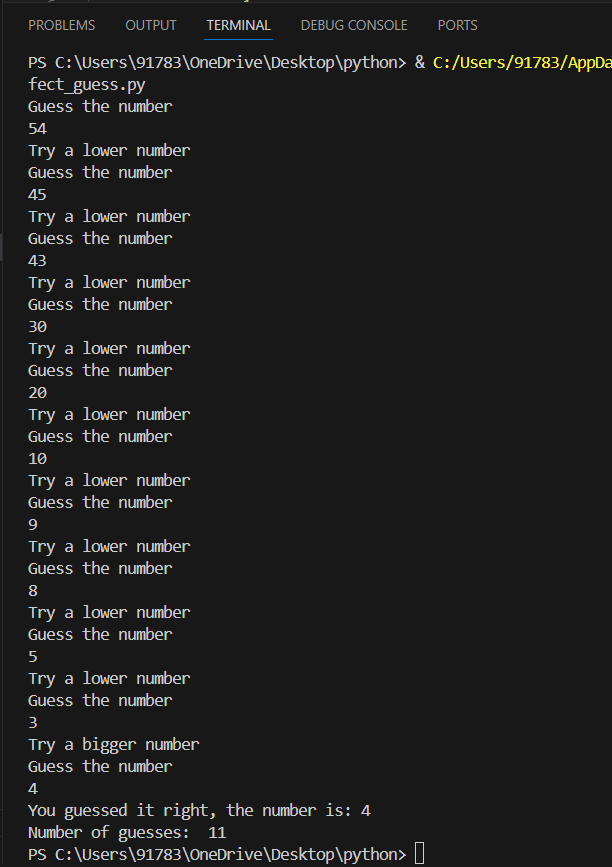 PROBLEMS OUTPUT TERMINAL DEBUG CONSOLE PORTS
PS C:\Users\91783\OneDrive\Desktop\python> & C:/Users/91783/AppDa
fect_guess.py
Guess the number
54
Try a lower number
Guess the number
45
Try a lower number
Guess the number
43
Try a lower number
Guess the number
30
Try a lower number
Guess the number
20
Try a lower number
Guess the number
10
Try a lower number
Guess the number
9
Try a lower number
Guess the number
8
Try a lower number
Guess the number
5
Try a lower number
Guess the number
3
Try a bigger number
Guess the number
4
You guessed it right, the number is: 4
Number of guesses:  11
PS C:\Users\91783\OneDrive\Desktop\python>